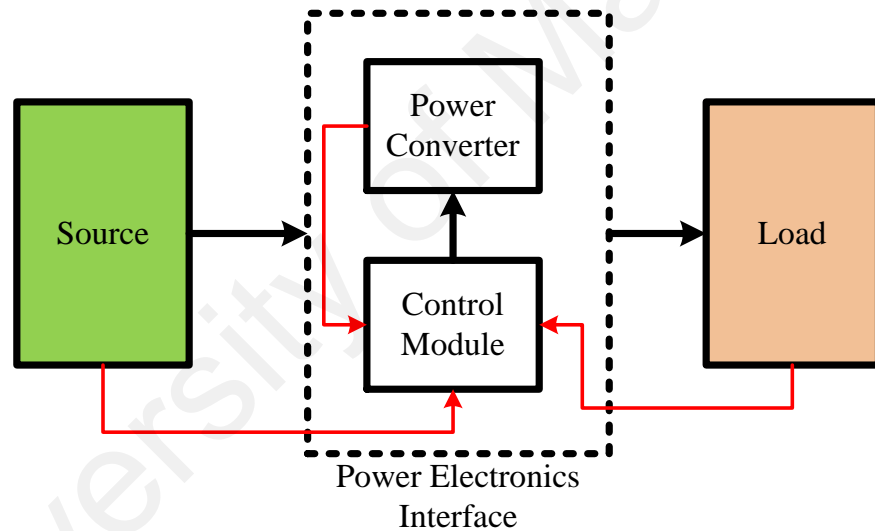 Power
Converter
Source
Load
Control
Module
Power Electronics
Interface